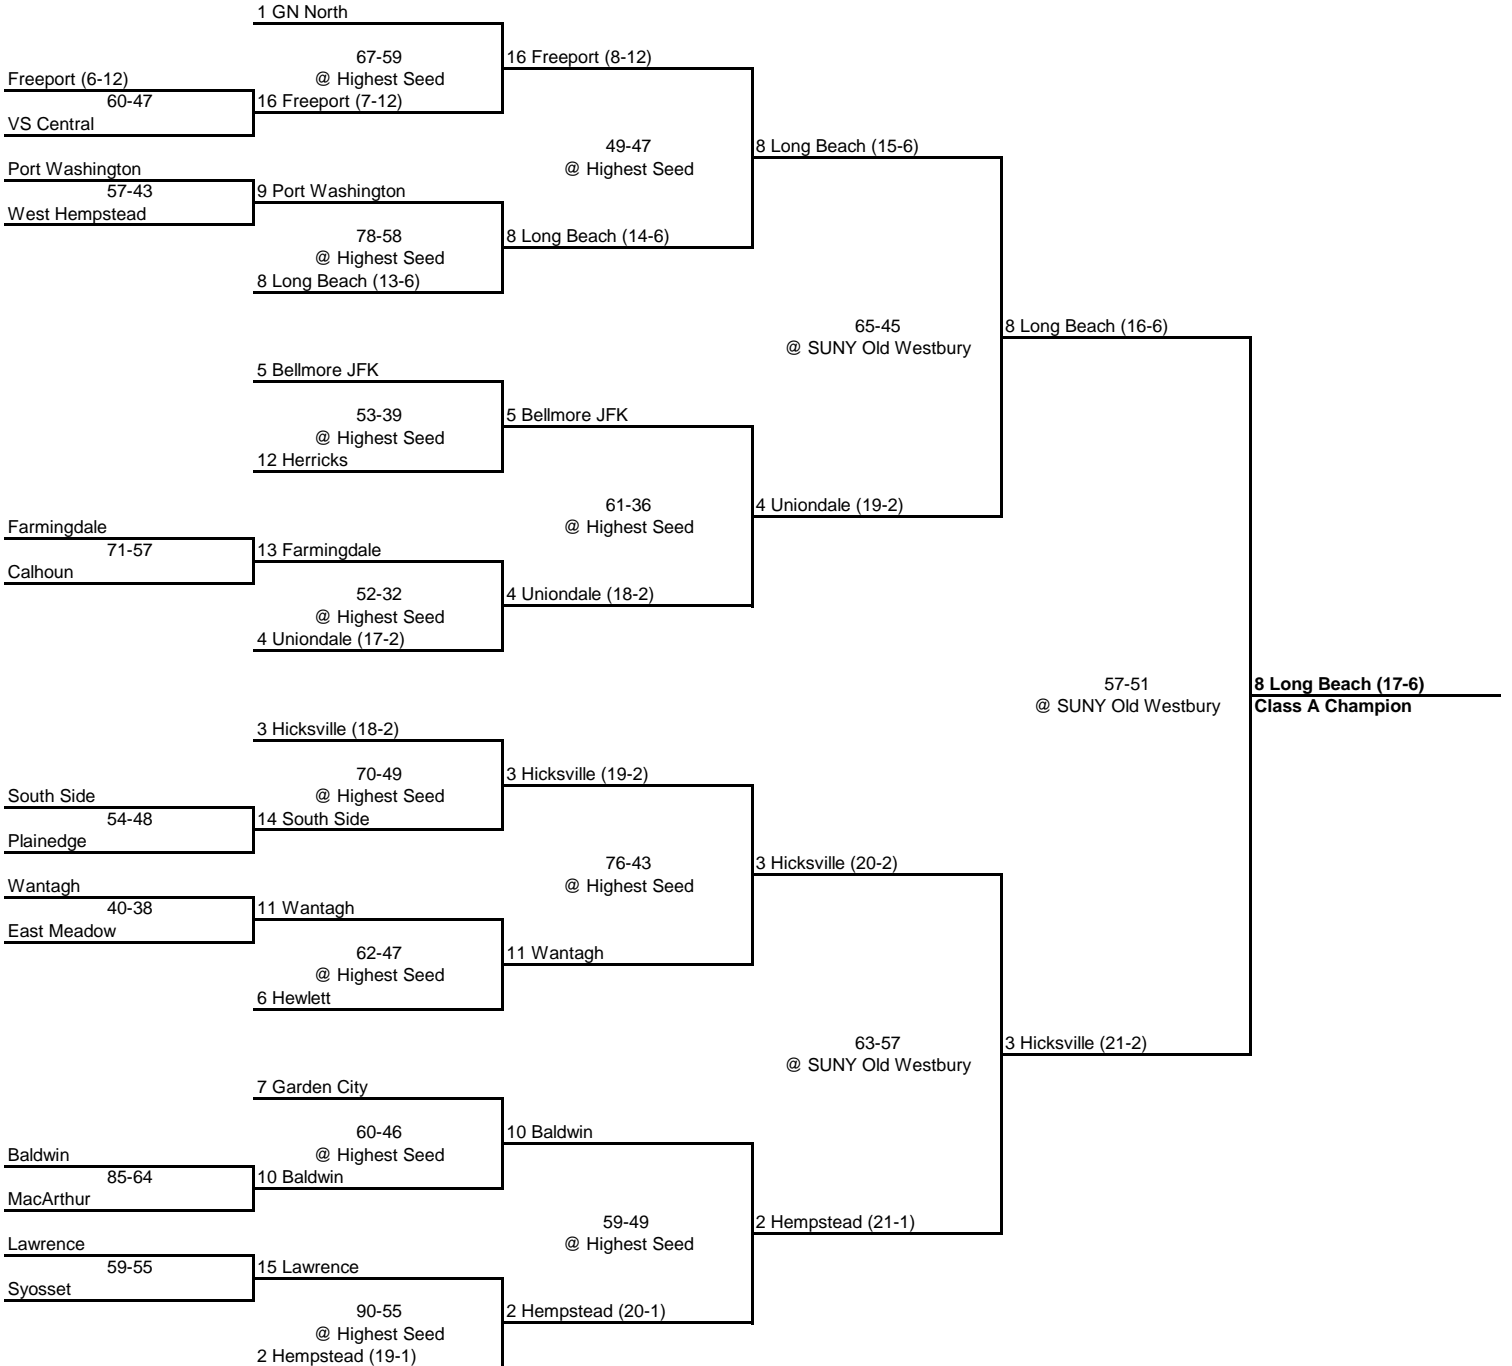 1 GN North
67-59
@ Highest Seed
16 Freeport (8-12)
Freeport (6-12)
60-47
16 Freeport (7-12)
VS Central
49-47
@ Highest Seed
8 Long Beach (15-6)
Port Washington
57-43
9 Port Washington
West Hempstead
78-58
@ Highest Seed
8 Long Beach (14-6)
8 Long Beach (13-6)
65-45
@ SUNY Old Westbury
8 Long Beach (16-6)
5 Bellmore JFK
53-39
@ Highest Seed
5 Bellmore JFK
12 Herricks
61-36
@ Highest Seed
4 Uniondale (19-2)
Farmingdale
71-57
13 Farmingdale
Calhoun
52-32
@ Highest Seed
4 Uniondale (18-2)
4 Uniondale (17-2)
57-51
@ SUNY Old Westbury
8 Long Beach (17-6)
Class A Champion
3 Hicksville (18-2)
70-49
@ Highest Seed
3 Hicksville (19-2)
South Side
54-48
14 South Side
Plainedge
76-43
@ Highest Seed
3 Hicksville (20-2)
Wantagh
40-38
11 Wantagh
East Meadow
62-47
@ Highest Seed
11 Wantagh
6 Hewlett
63-57
@ SUNY Old Westbury
3 Hicksville (21-2)
7 Garden City
60-46
@ Highest Seed
10 Baldwin
Baldwin
85-64
10 Baldwin
MacArthur
59-49
@ Highest Seed
2 Hempstead (21-1)
Lawrence
59-55
15 Lawrence
Syosset
90-55
@ Highest Seed
2 Hempstead (20-1)
2 Hempstead (19-1)